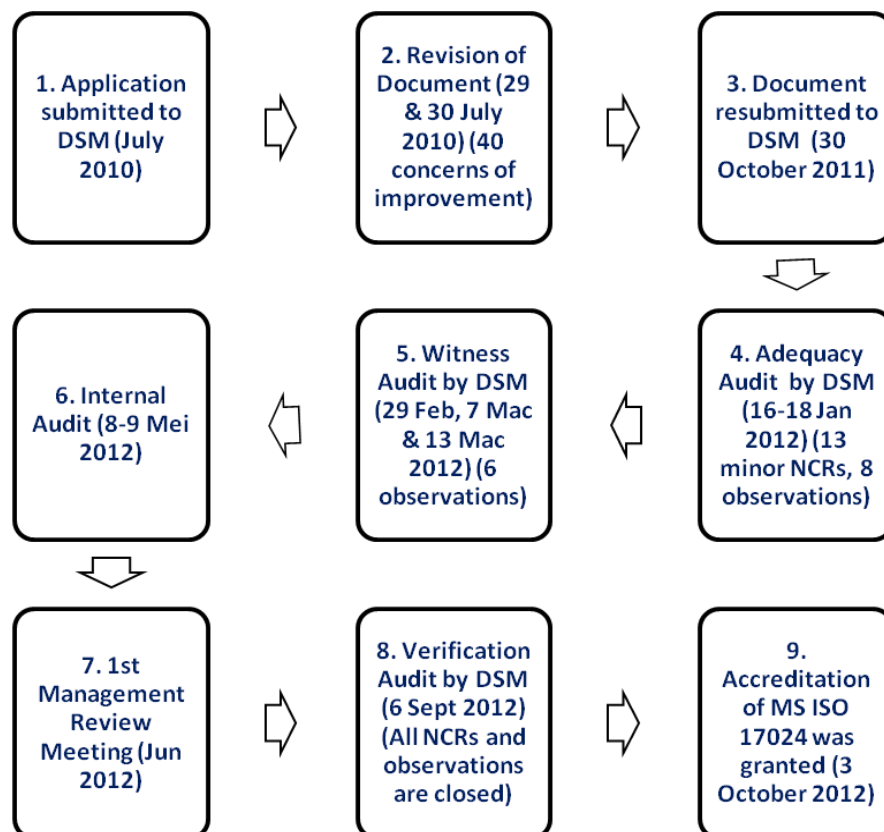 1. Application
submitted to
DSM (July
2010)
2. Revision of
Document (29
& 30 July
2010) (40
concerns of
improvement)
3. Document
resubmitted to
DSM (30
October 2011)
4. Adequacy
Audit by DSM
(16-18 Jan
2012) (13
minor NCRs, 8
observations)
5. Witness
Audit by DSM
(29 Feb, 7 Mac
& 13 Mac
2012) (6
observations)
6. Internal
Audit (8-9 Mei
2012)
7. 1st
Management
Review
Meeting (Jun
2012)
8. Verification
Audit by DSM
(6 Sept 2012)
(All NCRs and
observations
are closed)
9.
Accreditation
of MS ISO
17024 was
granted (3
October 2012)